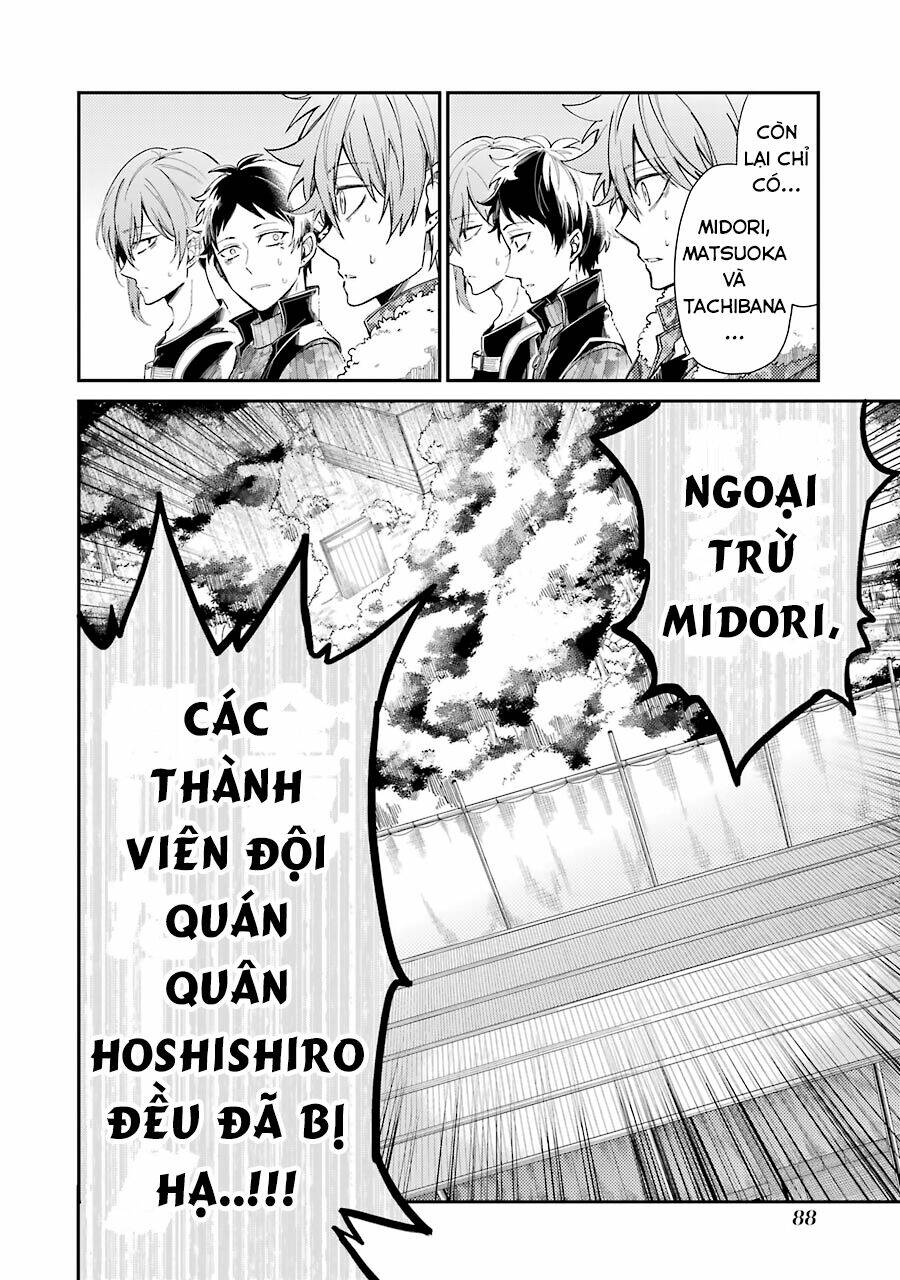 CÒN
LẠI CHỈ
CÓ...
MIDORI,
MATSUOKA
VÀ
TACHIBANA
...
NGOẠI
TRỪ
MIDORI,
CÁC
THÀNH
VIÊN ĐỘI
QUÁN
QUÂN
HOSHISHIRO
ĐỀU ĐÃ BỊ
HẠ..!!!
88